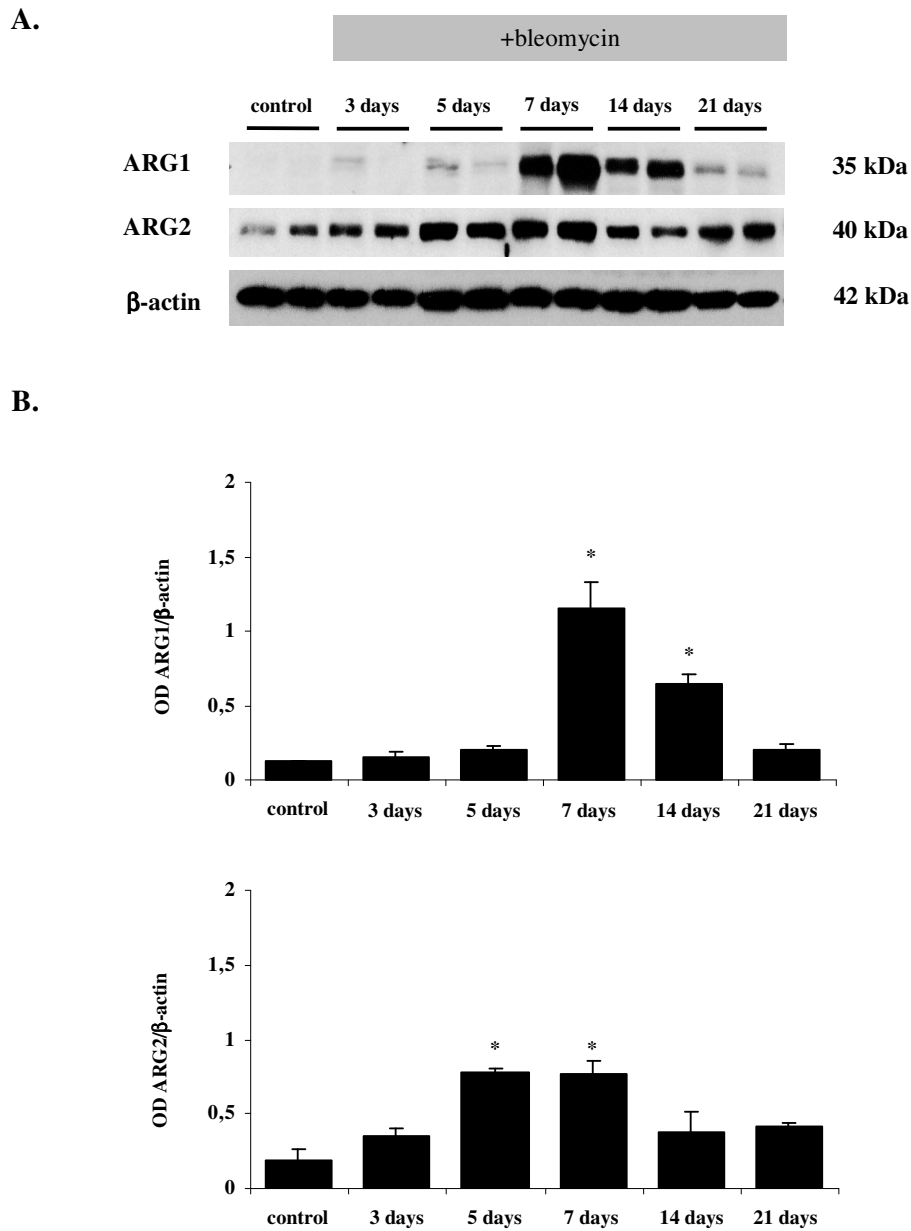 A.
+bleomycin
control 3 days 5 days 7 days 14 days 21 days
ARG1 35 kDa
ARG2 40 kDa
β-actin 42 kDa
B.
OD ARG1/β-actin
2
1,5
1
0,5
0
* *
control 3 days 5 days 7 days 14 days 21 days
OD ARG2/β-actin
2
1,5
1
0,5
0
* *
control 3 days 5 days 7 days 14 days 21 days